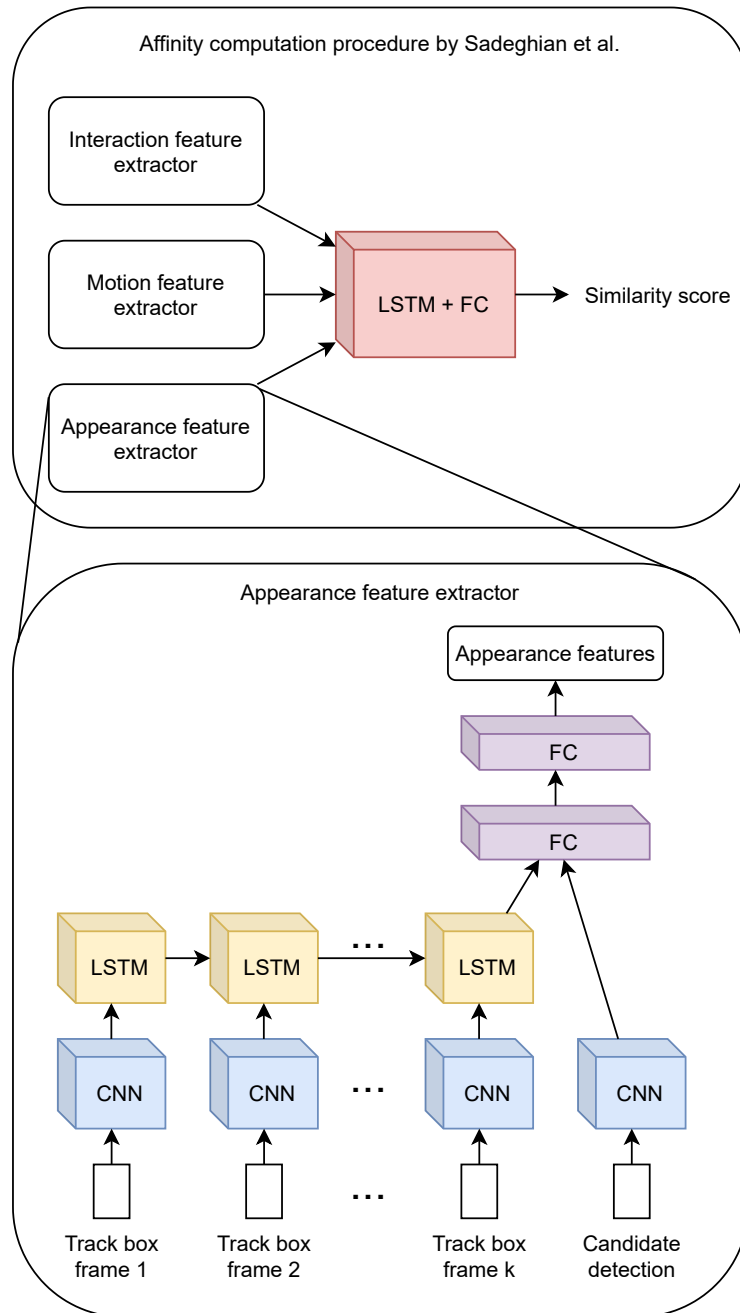 Affinity computation procedure by Sadeghian et al.
Interaction feature
extractor
Motion feature
extractor
Appearance feature
extractor
LSTM + FC
Similarity score
Appearance feature extractor
Appearance features
FC
FC
LSTM
LSTM
...
LSTM
CNN
CNN
...
CNN
CNN
...
Track box
frame 1
Track box
frame 2
Track box
frame k
Candidate
detection